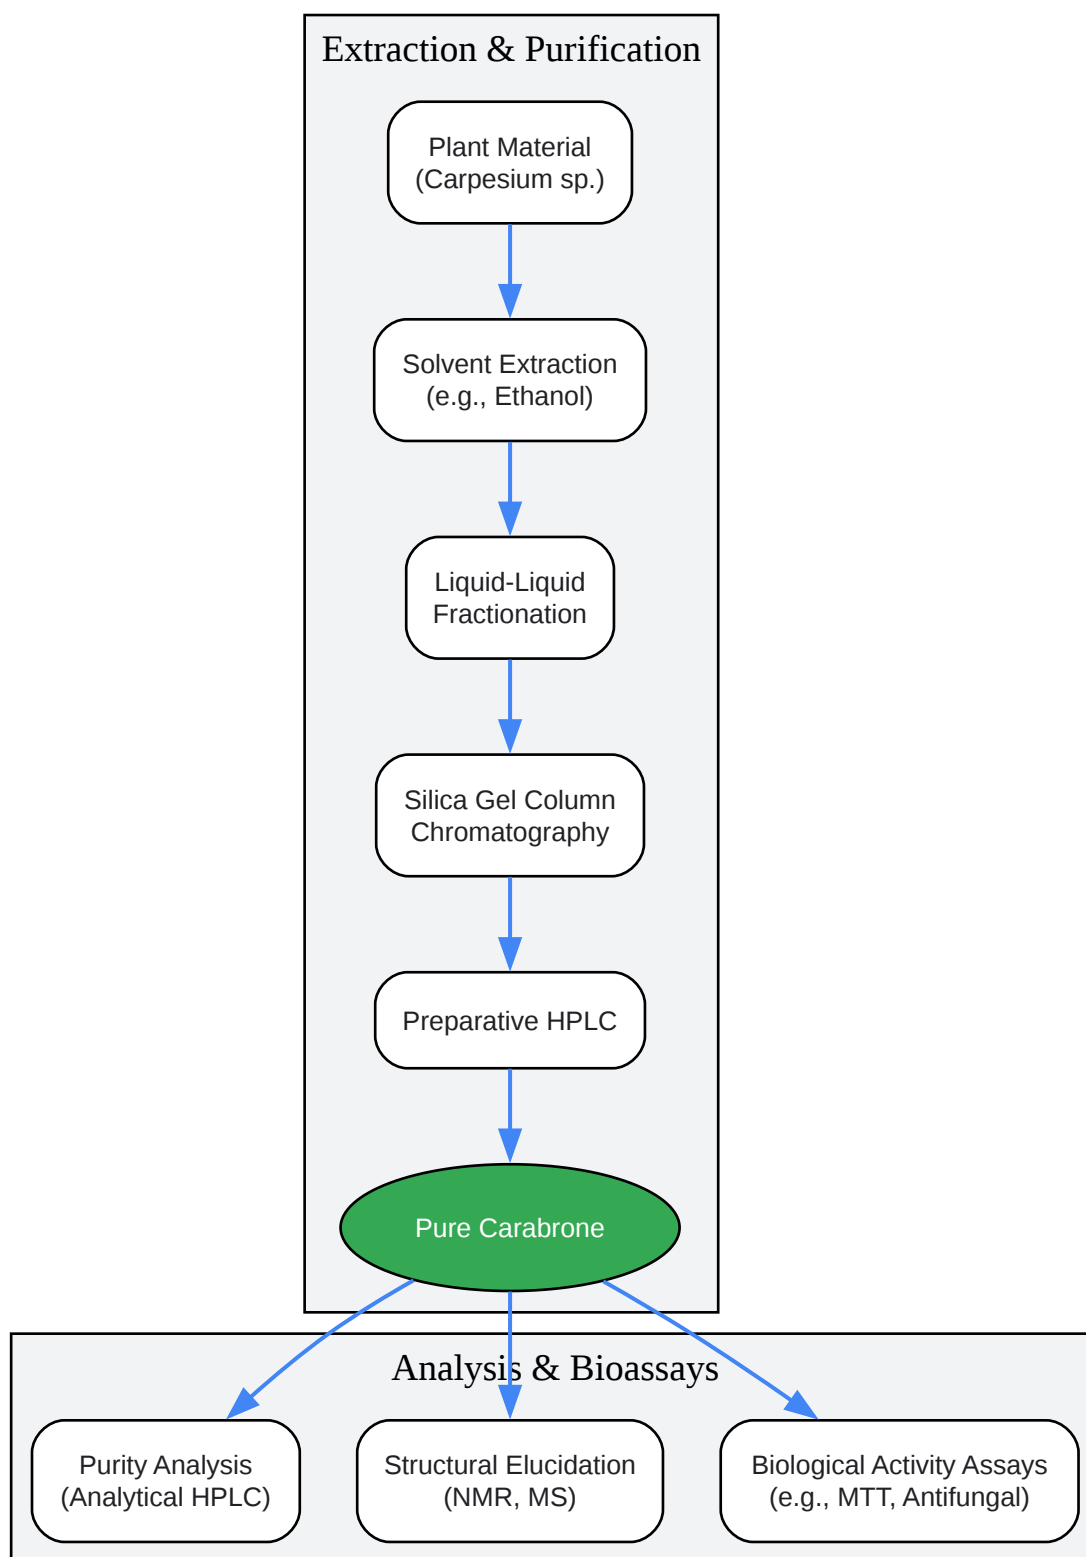 Extraction & Purification
Plant Material
(Carpesium sp.)
Solvent Extraction
(e.g., Ethanol)
Liquid-Liquid
Fractionation
Silica Gel Column
Chromatography
Preparative HPLC
Pure Carabrone
Analysis & Bioassays
Purity Analysis
(Analytical HPLC)
Structural Elucidation
(NMR, MS)
Biological Activity Assays
(e.g., MTT, Antifungal)